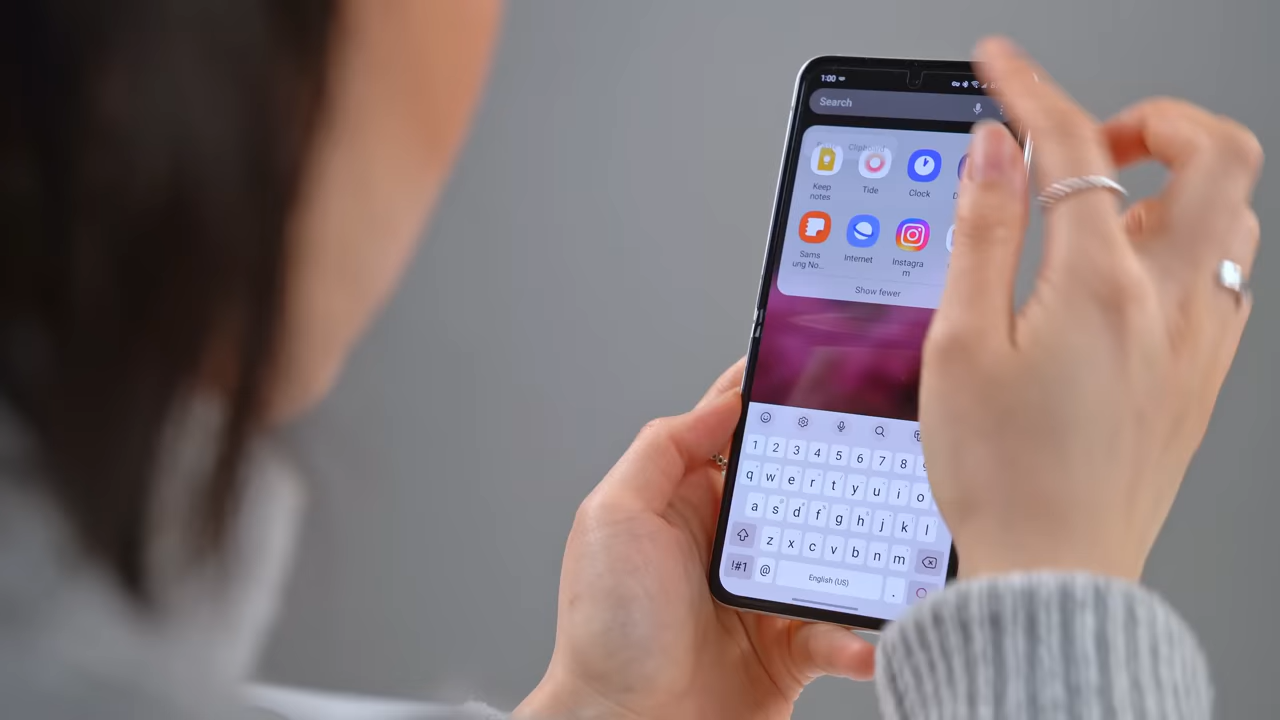 1:00
Search
Keep
notes
Tide
Clock
Sams
ung No...
Internet
Instagra
m
Show fewer
1 2 3 4 5 6 7 8 9
q w e r t y u i o
a s d f g h j k l
z x c v b n m
!#1 @ English (US) .